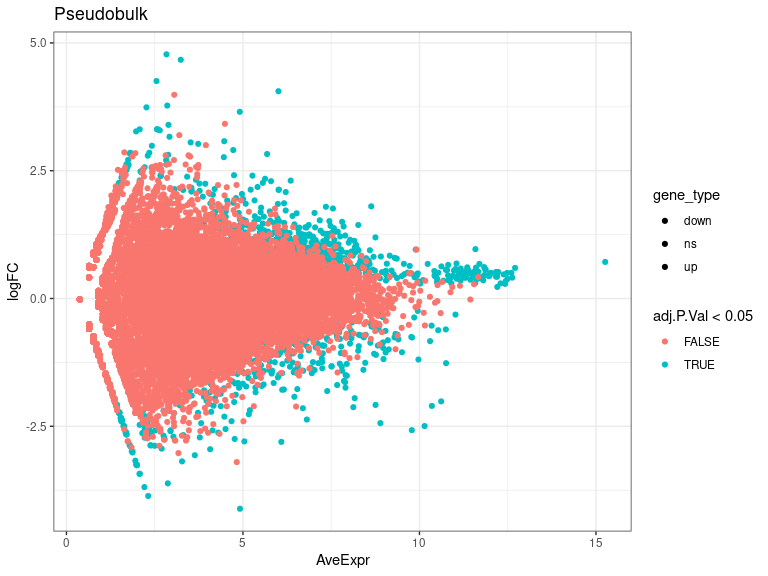 Pseudobulk
5.0
2.5
0.0
-2.5
logFC
0
5
10
15
AveExpr
gene_type
down
ns
up
adj.P.Val < 0.05
FALSE
TRUE